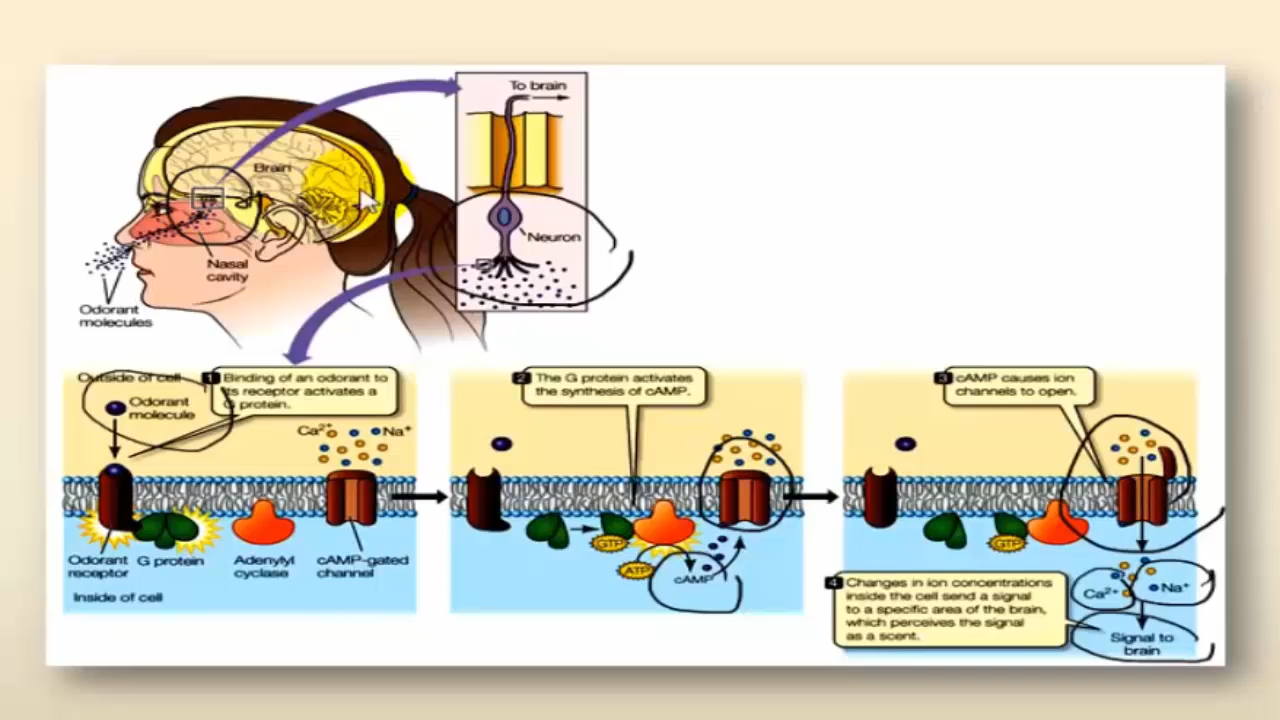 To brain
Brain
Neuron
Nasal
cavity
Odorant
molecules
Outside of cell
1 Binding of an odorant to
its receptor activates a
G protein.
Odorant
molecule
Ca2+
Na+
Odorant
receptor
G protein
Adenylyl
cyclase
cAMP-gated
channel
Inside of cell
2 The G protein activates
the synthesis of cAMP.
GTP
ATP
cAMP
3 cAMP causes ion
channels to open.
GTP
4 Changes in ion concentrations
inside the cell send a signal
to a specific area of the brain,
which perceives the signal
as a scent.
Ca2+
Na+
Signal to
brain